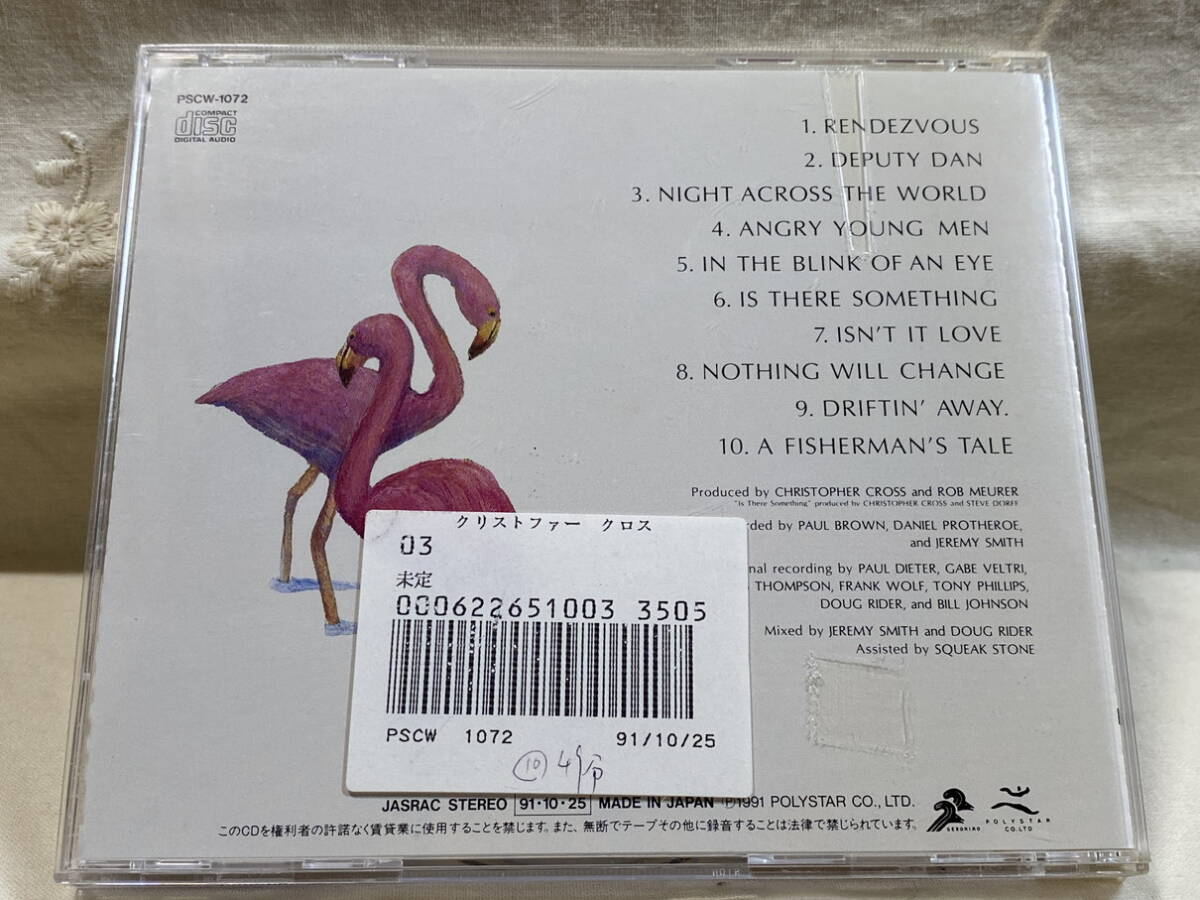 PSCW-1072
COMPACT
disc
DIGITAL AUDIO
1. RENDEZVOUS
2. DEPUTY DAN
3. NIGHT ACROSS THE WORLD
4. ANGRY YOUNG MEN
5. IN THE BLINK OF AN EYE
6. IS THERE SOMETHING
7. ISN'T IT LOVE
8. NOTHING WILL CHANGE
9. DRIFTIN' AWAY.
10. A FISHERMAN'S TALE
Produced by CHRISTOPHER CROSS and ROB MEURER
"Is There Something" produced by CHRISTOPHER CROSS and STEVE DORFF
by PAUL BROWN, DANIEL PROTHEROE,
and JEREMY SMITH
recording by PAUL DIETER, GABE VELTRI,
THOMPSON, FRANK WOLF, TONY PHILLIPS,
DOUG RIDER, and BILL JOHNSON
Mixed by JEREMY SMITH and DOUG RIDER
Assisted by SQUEAK STONE
クリストファー クロス
03
未定
000622651003 3505
PSCW 1072 91/10/25
⑩ 4分
JASRAC STEREO 91・10・25 MADE IN JAPAN Ⓟ1991 POLYSTAR CO., LTD.
このCDを権利者の許諾なく賃貸業に使用することを禁じます。また、無断でテープその他に録音することは法律で禁じられています。
GERONIMO
POLYSTAR
CO.LTD